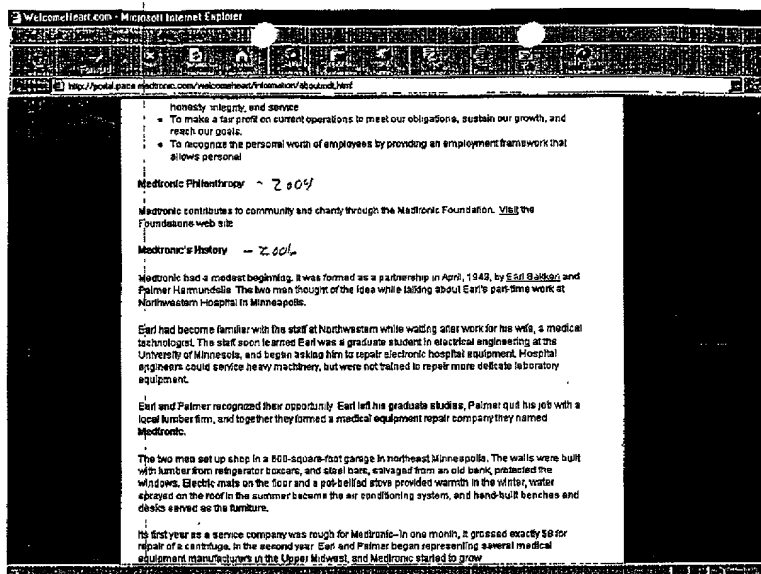 WelcomeHeart.com - Microsoft Internet Explorer
http://portal.pace.medtronic.com/welcomeheart/information/aboutmdt.html
honesty integrity, and service
• To make a fair profit on current operations to meet our obligations, sustain our growth, and
reach our goals.
• To recognize the personal worth of employees by providing an employment framework that
allows personal
Medtronic Philanthropy ~ 2004
Medtronic contributes to community and charity through the Medtronic Foundation. Visit the
Foundations web site
Medtronic's History - 2006
Medtronic had a modest beginning. It was formed as a partnership in April, 1949, by Earl Bakken and
Palmer Hermundslie. The two men thought of the idea while talking about Earl's part-time work at
Northwestern Hospital in Minneapolis.
Earl had become familiar with the staff at Northwestern while waiting after work for his wife, a medical
technologist. The staff soon learned Earl was a graduate student in electrical engineering at the
University of Minnesota, and began asking him to repair electronic hospital equipment. Hospital
engineers could service heavy machinery, but were not trained to repair more delicate laboratory
equipment.
Earl and Palmer recognized their opportunity. Earl left his graduate studies, Palmer quit his job with a
local lumber firm, and together they formed a medical equipment repair company they named
Medtronic.
The two men set up shop in a 600-square-foot garage in northeast Minneapolis. The walls were built
with lumber from refrigerator boxcars, and steel bars, salvaged from an old bank, protected the
windows. Electric mats on the floor and a pot-bellied stove provided warmth in the winter, water
sprayed on the roof in the summer became the air conditioning system, and hand-built benches and
desks served as the furniture.
Its first year as a service company was rough for Medtronic--in one month, it grossed exactly $8 for
repair of a centrifuge. In the second year Earl and Palmer began representing several medical
equipment manufacturers in the Upper Midwest, and Medtronic started to grow